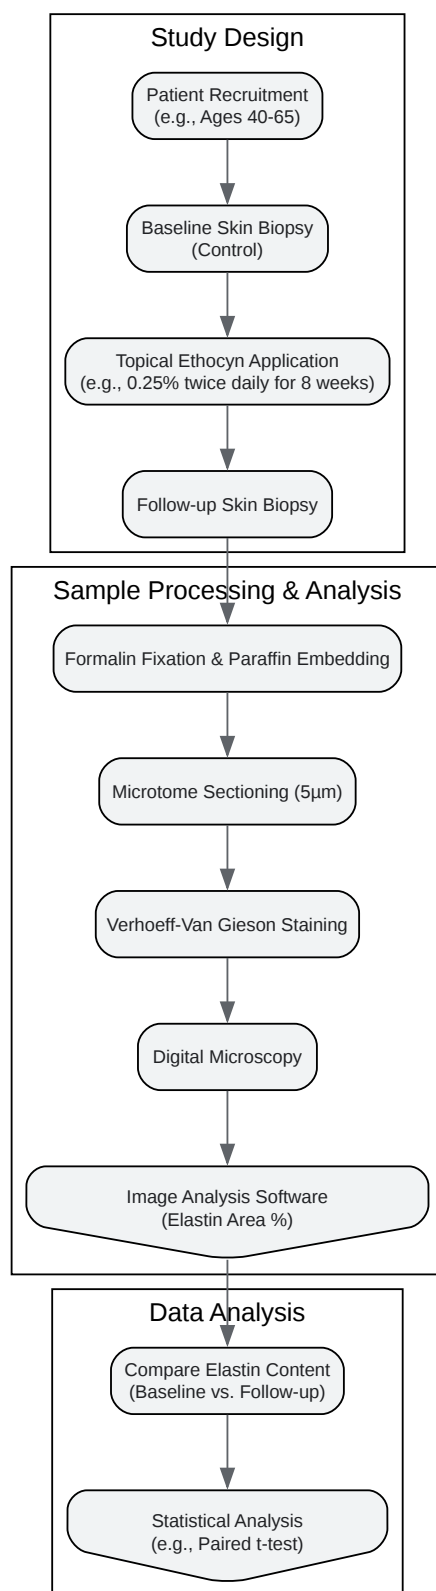 Study Design
Patient Recruitment
(e.g., Ages 40-65)
Baseline Skin Biopsy
(Control)
Topical Ethocyn Application
(e.g., 0.25% twice daily for 8 weeks)
Follow-up Skin Biopsy
Sample Processing & Analysis
Formalin Fixation & Paraffin Embedding
Microtome Sectioning (5µm)
Verhoeff-Van Gieson Staining
Digital Microscopy
Image Analysis Software
(Elastin Area %)
Data Analysis
Compare Elastin Content
(Baseline vs. Follow-up)
Statistical Analysis
(e.g., Paired t-test)